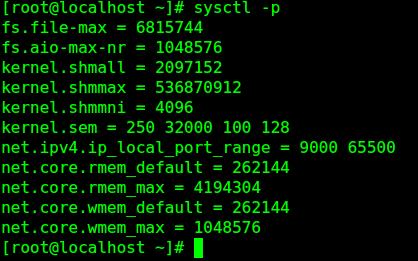 [root@localhost ~]# sysctl -p
fs.file-max = 6815744
fs.aio-max-nr = 1048576
kernel.shmall = 2097152
kernel.shmmax = 536870912
kernel.shmmni = 4096
kernel.sem = 250 32000 100 128
net.ipv4.ip_local_port_range = 9000 65500
net.core.rmem_default = 262144
net.core.rmem_max = 4194304
net.core.wmem_default = 262144
net.core.wmem_max = 1048576
[root@localhost ~]#